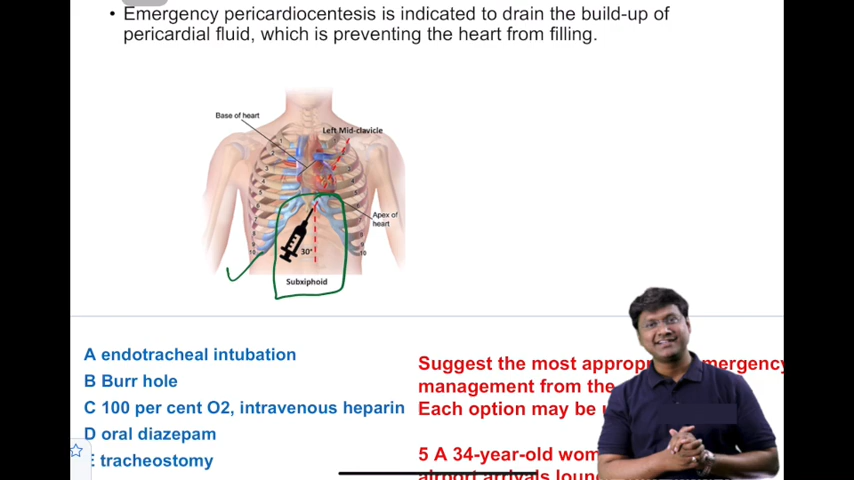 • Emergency pericardiocentesis is indicated to drain the build-up of
pericardial fluid, which is preventing the heart from filling.
Base of heart
Left Mid-clavicle
Apex of
heart
30°
Subxiphoid
A endotracheal intubation
B Burr hole
C 100 per cent O2, intravenous heparin
D oral diazepam
E tracheostomy
Suggest the most
management from the
Each option may be
5 A 34-year-old
airport arrivals